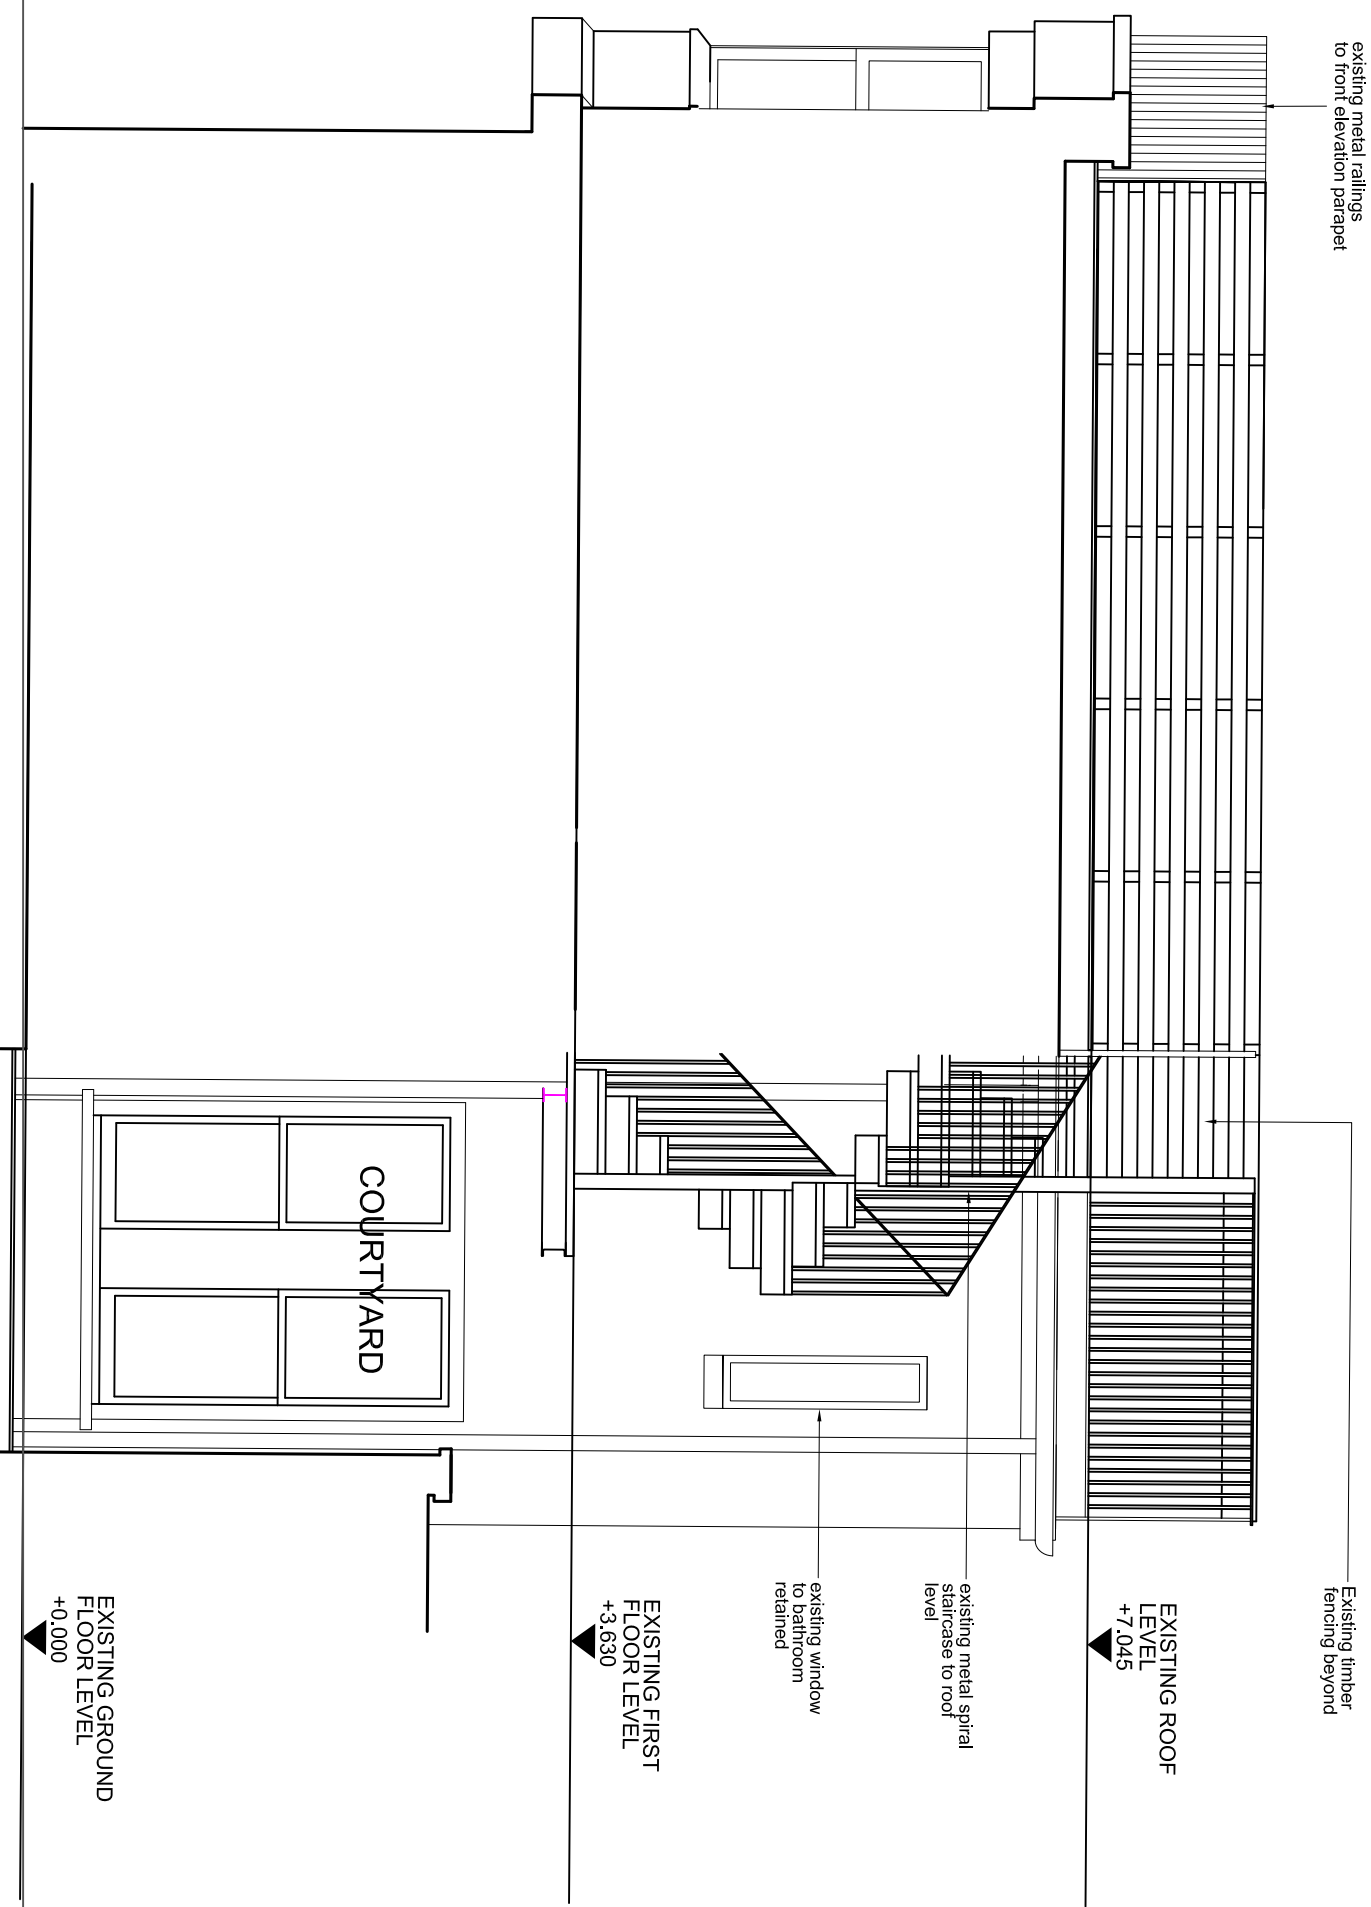 existing metal railings
to front elevation parapet
Existing timber
fencing beyond
EXISTING ROOF
LEVEL
+7.045
existing metal spiral
staircase to roof
level
existing window
to bathroom
retained
EXISTING FIRST
FLOOR LEVEL
+3.630
COURTYARD
EXISTING GROUND
FLOOR LEVEL
+0.000